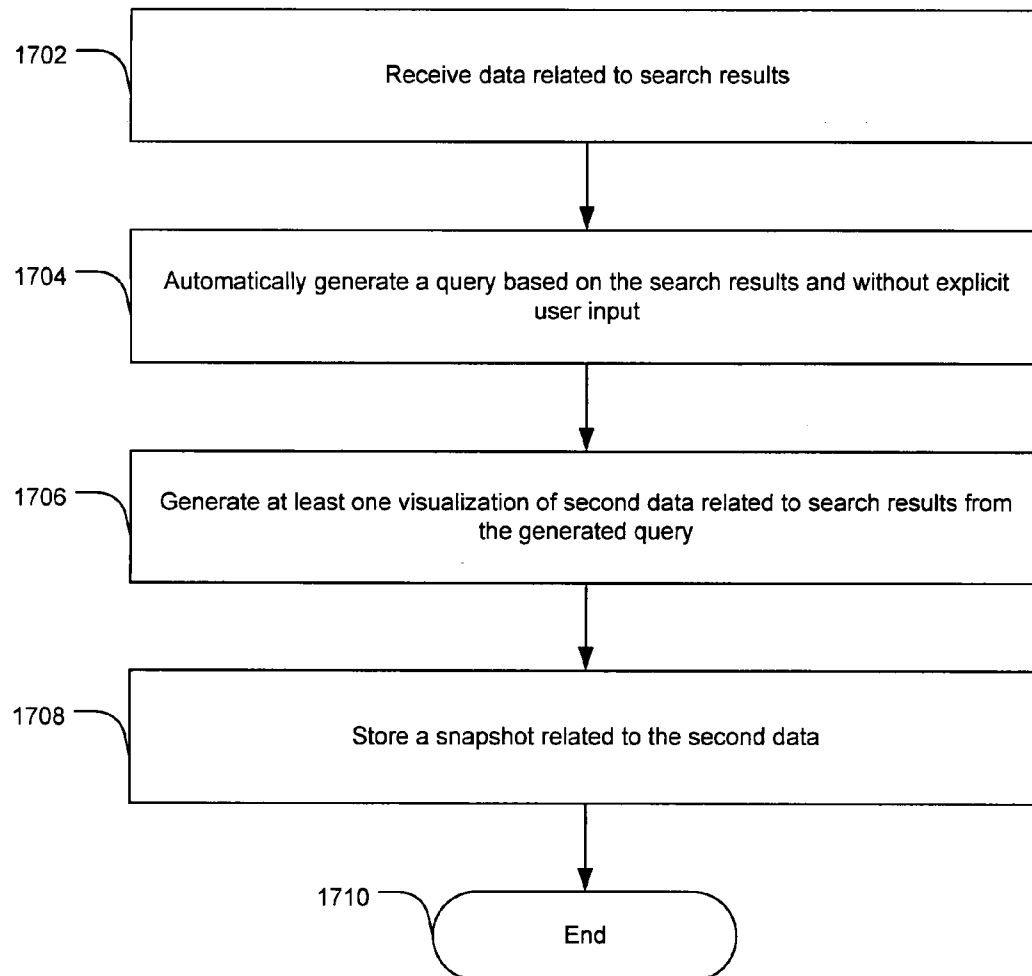 1702
Receive data related to search results
1704
Automatically generate a query based on the search results and without explicit
user input
1706
Generate at least one visualization of second data related to search results from
the generated query
1708
Store a snapshot related to the second data
1710
End